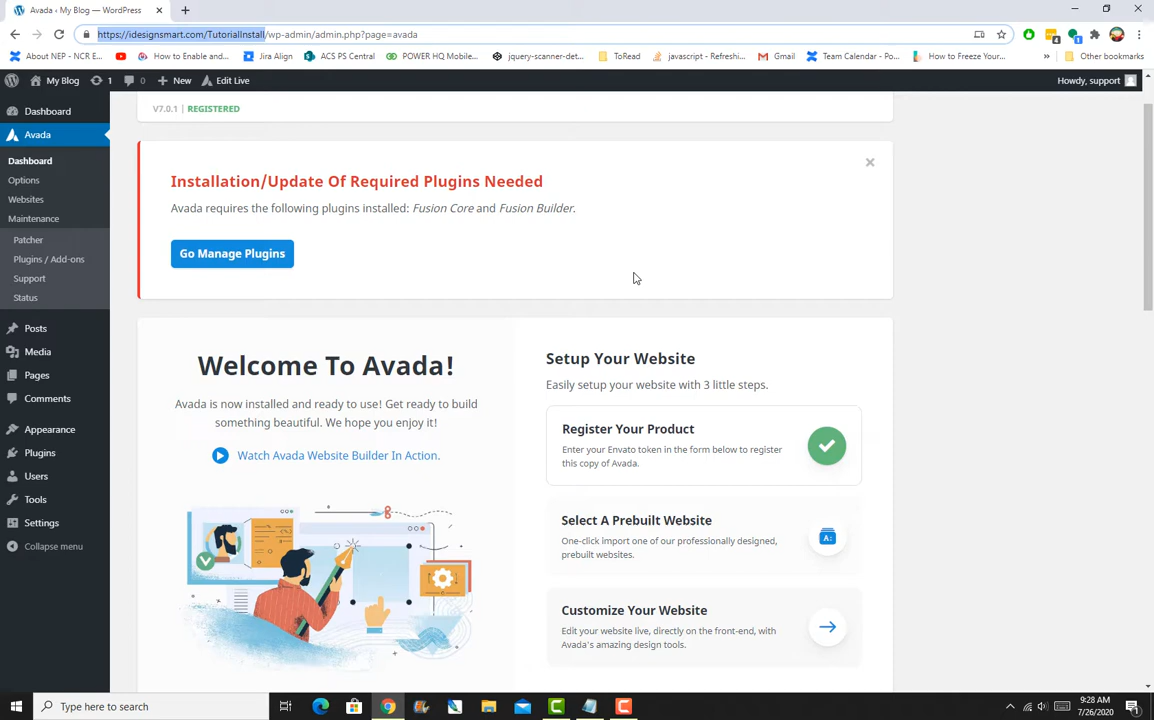 Avada ‹ My Blog — WordPress
https://idesignsmart.com/TutorialInstall/wp-admin/admin.php?page=avada
About NEP - NCR E...
How to Enable and...
Jira Align
ACS PS Central
POWER HQ Mobile...
jquery-scanner-det...
ToRead
javascript - Refreshi...
Gmail
Team Calendar - Po...
How to Freeze Your...
»
Other bookmarks
My Blog
1
0
New
Edit Live
Howdy, support
Dashboard
Avada
Dashboard
Options
Websites
Maintenance
Patcher
Plugins / Add-ons
Support
Status
Posts
Media
Pages
Comments
Appearance
Plugins
Users
Tools
Settings
Collapse menu
V7.0.1 | REGISTERED
Installation/Update Of Required Plugins Needed
Avada requires the following plugins installed: Fusion Core and Fusion Builder.
Go Manage Plugins
Welcome To Avada!
Avada is now installed and ready to use! Get ready to build
something beautiful. We hope you enjoy it!
Watch Avada Website Builder In Action.
Setup Your Website
Easily setup your website with 3 little steps.
Register Your Product
Enter your Envato token in the form below to register
this copy of Avada.
Select A Prebuilt Website
One-click import one of our professionally designed,
prebuilt websites.
A:
Customize Your Website
Edit your website live, directly on the front-end, with
Avada's amazing design tools.
Type here to search
9:28 AM
7/26/2020